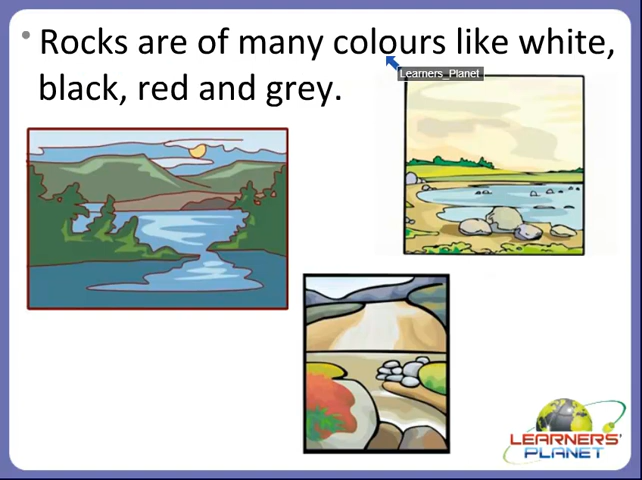 • Rocks are of many colours like white,
black, red and grey.
Learners_Planet
LEARNERS'
PLANET